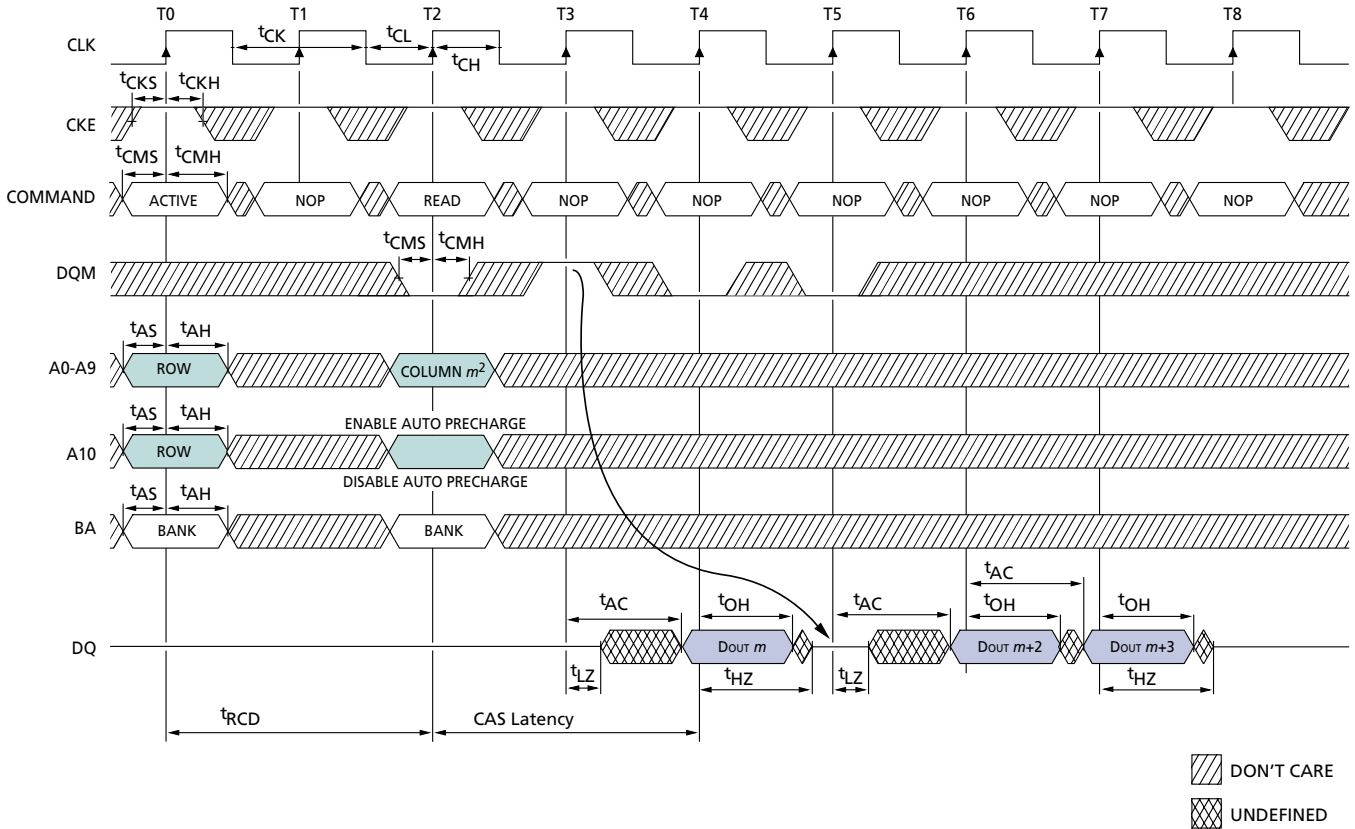 T0 T1 T2 T3 T4 T5 T6 T7 T8
CLK
tCK tCL
tCH
tCKS tCKH
CKE
tCMS tCMH
COMMAND ACTIVE NOP READ NOP NOP NOP NOP NOP NOP
tCMS tCMH
DQM
tAS tAH
A0-A9 ROW COLUMN m2
tAS tAH ENABLE AUTO PRECHARGE
A10 ROW
DISABLE AUTO PRECHARGE
tAS tAH
BA BANK BANK
tAC
tAC tOH tAC tOH tOH
DQ DOUT m DOUT m+2 DOUT m+3
tLZ tHZ tLZ tHZ
tRCD CAS Latency
DON'T CARE
UNDEFINED